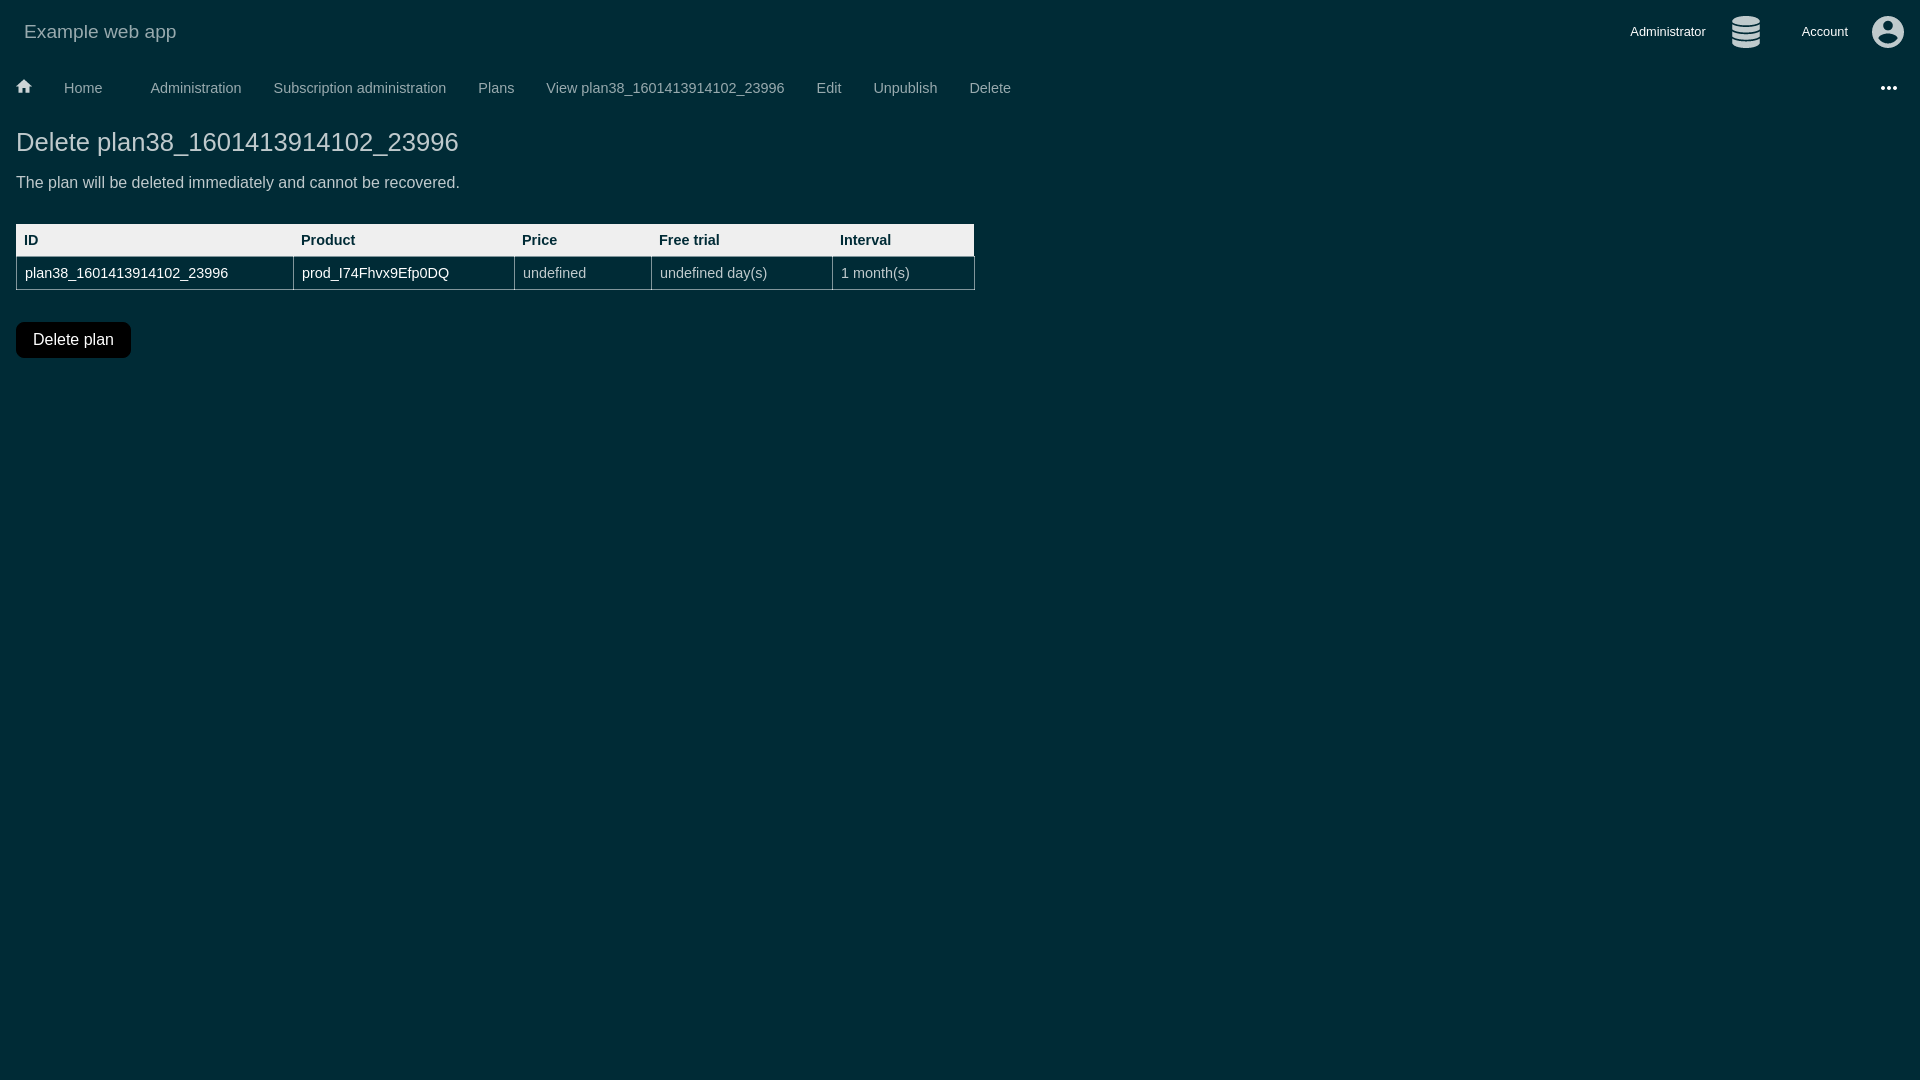 Example web app
Administrator
Account
Home
Administration
Subscription administration
Plans
View plan38_1601413914102_23996
Edit
Unpublish
Delete
Delete plan38_1601413914102_23996
The plan will be deleted immediately and cannot be recovered.
ID Product Price Free trial Interval
plan38_1601413914102_23996 prod_I74Fhvx9Efp0DQ undefined undefined day(s) 1 month(s)
Delete plan